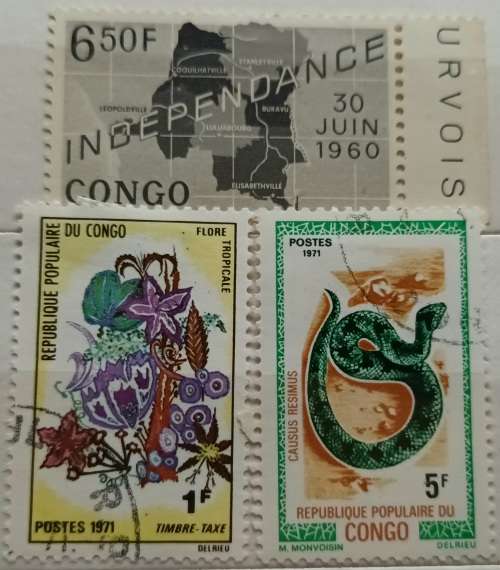 6.50F
INDEPENDANCE
COQUILHATVILLE
STANLEYVILLE
LEOPOLDVILLE
BUKAVU
LULUABOURG
ELISABETHVILLE
30
JUIN
1960
CONGO
URVOIS
REPUBLIQUE POPULAIRE
DU CONGO
FLORE
TROPICALE
1F
POSTES 1971
TIMBRE-TAXE
DELRIEU
POSTES
1971
CAUSUS RESIMUS
5F
REPUBLIQUE POPULAIRE DU
CONGO
M. MONVOISIN
DELRIEU